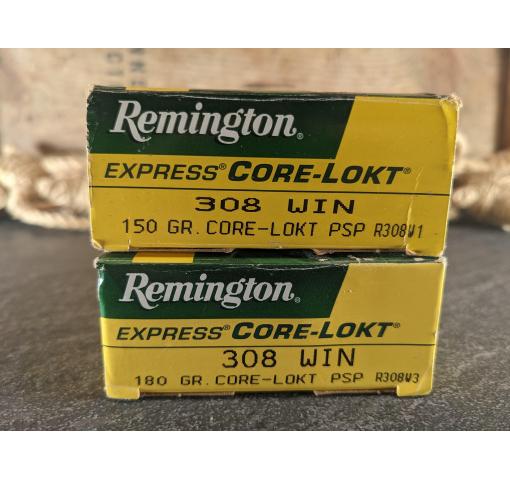 Remington®
EXPRESS® CORE-LOKT®
308 WIN
150 GR. CORE-LOKT PSP R308W1
Remington®
EXPRESS® CORE-LOKT®
308 WIN
180 GR. CORE-LOKT PSP R308W3